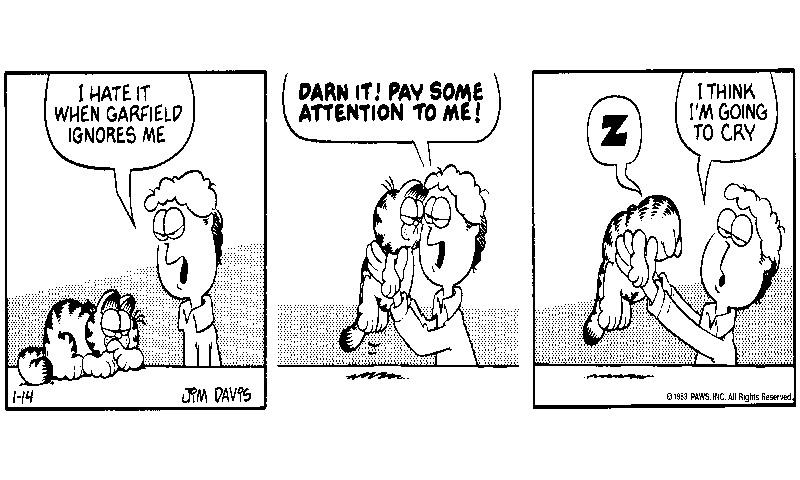 I HATE IT
WHEN GARFIELD
IGNORES ME
1-14
JIM DAVIS
DARN IT! PAY SOME
ATTENTION TO ME!
Z
I THINK
I'M GOING
TO CRY
© 1983 PAWS, INC. All Rights Reserved.